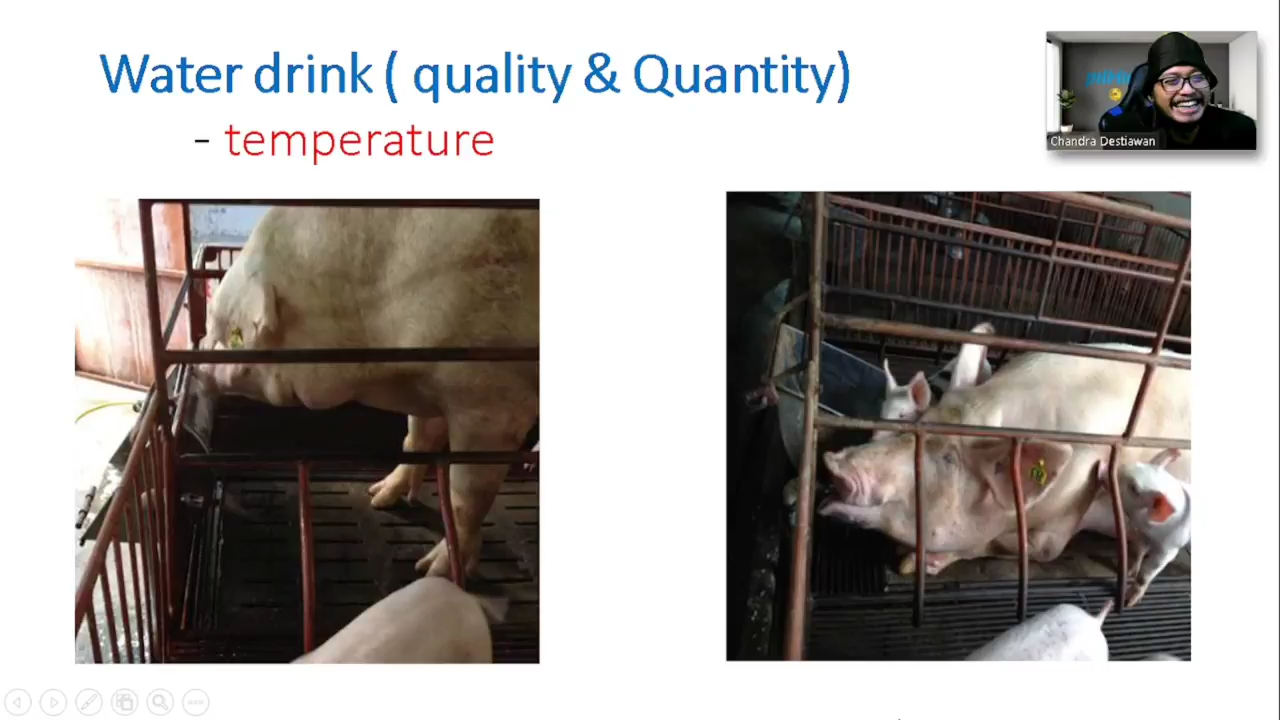 Water drink ( quality & Quantity)
- temperature
Chandra Destiawan